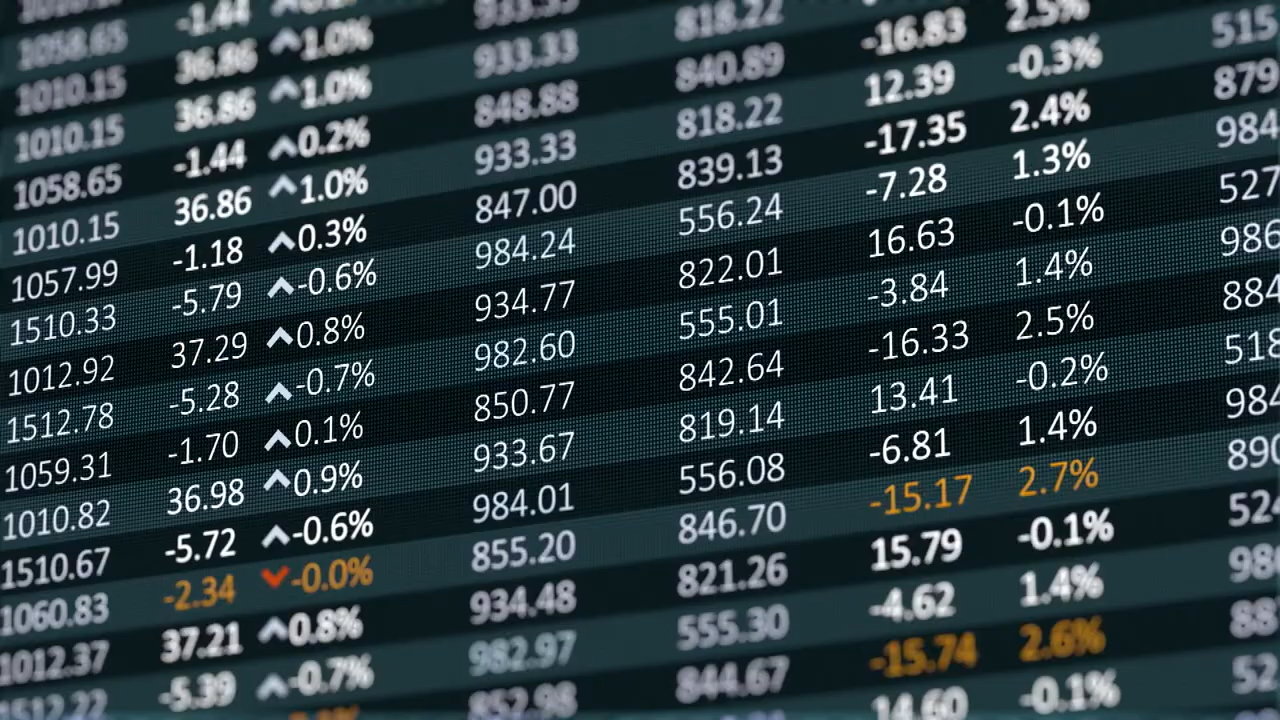 1058.65 -1.44
1010.15 36.86 1.0% 933.33
1010.15 36.86 1.0% 933.33 818.22
1058.65 -1.44 0.2% 848.88 840.89 -16.83 2.5%
1010.15 36.86 1.0% 933.33 818.22 12.39 -0.3% 515
1057.99 -1.18 0.3% 847.00 839.13 -17.35 2.4% 879
1510.33 -5.79 -0.6% 984.24 556.24 -7.28 1.3% 984
1012.92 37.29 0.8% 934.77 822.01 16.63 -0.1% 527
1512.78 -5.28 -0.7% 982.60 555.01 -3.84 1.4% 986
1059.31 -1.70 0.1% 850.77 842.64 -16.33 2.5% 884
1010.82 36.98 0.9% 933.67 819.14 13.41 -0.2% 518
1510.67 -5.72 -0.6% 984.01 556.08 -6.81 1.4% 984
1060.83 -2.34 -0.0% 855.20 846.70 -15.17 2.7% 890
1012.37 37.21 0.8% 934.48 821.26 15.79 -0.1% 524
1512.22 -5.39 -0.7% 982.97 555.30 -4.62 1.4%
852.98 844.67 -15.74 2.6%
14.60 -0.1%